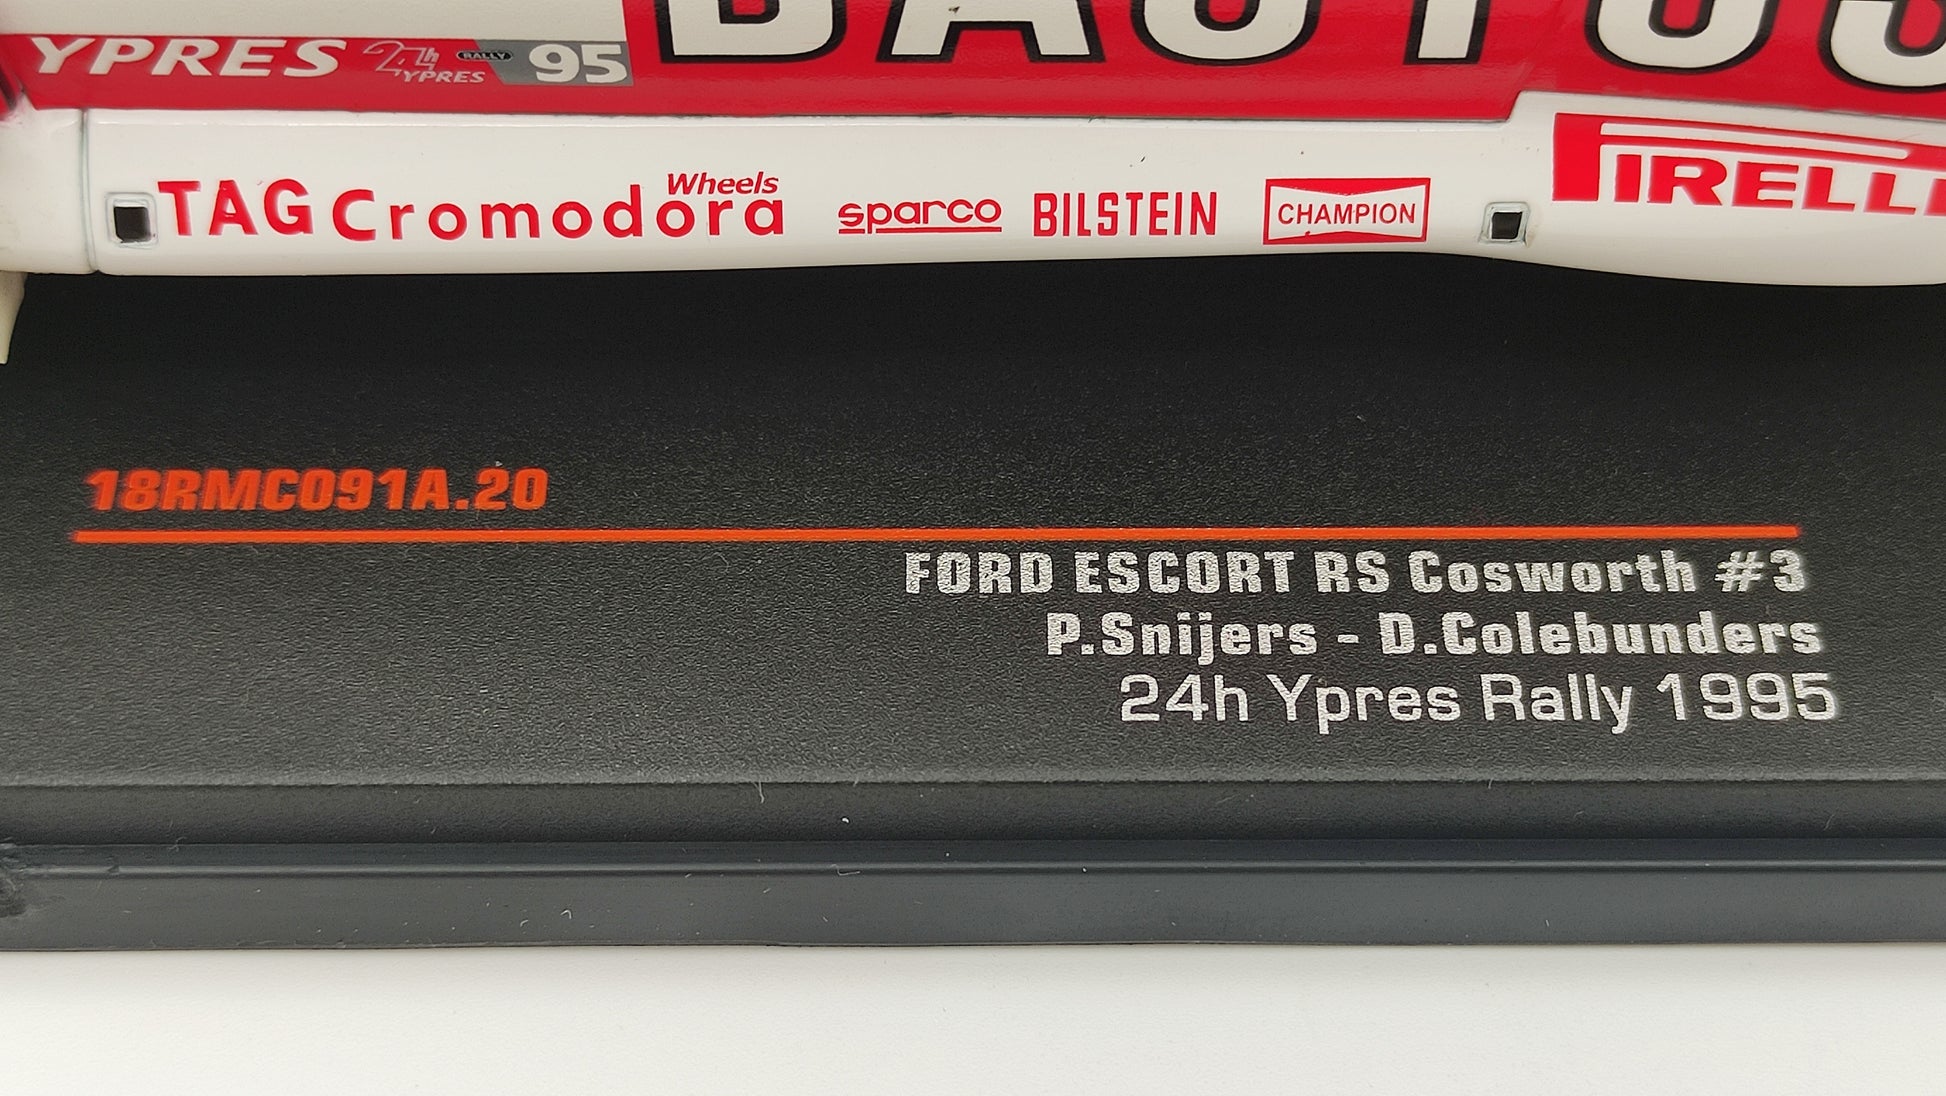 YPRES 24h YPRES RALLY 95
BASTOS
TAG Cromodora Wheels sparco BILSTEIN CHAMPION PIRELLI
18RMC091A.20
FORD ESCORT RS Cosworth #3
P.Snijers - D.Colebunders
24h Ypres Rally 1995